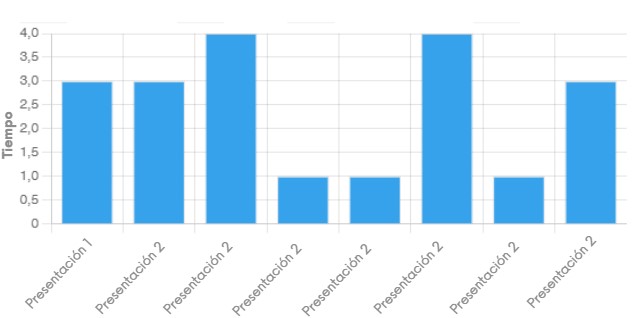 4,0
3,5
3,0
2,5
2,0
1,5
1,0
0,5
0
Tiempo
Presentación 1
Presentación 2
Presentación 2
Presentación 2
Presentación 2
Presentación 2
Presentación 2
Presentación 2